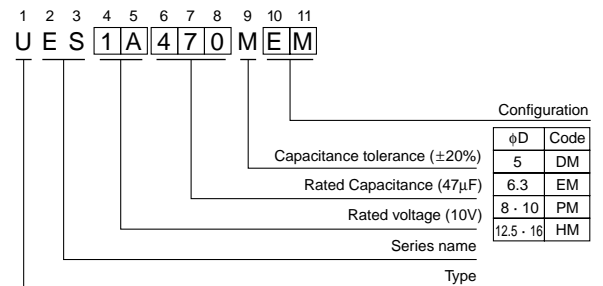 1 2 3 4 5 6 7 8 9 10 11
U E S 1 A 4 7 0 M E M
Configuration
ϕD Code
5 DM
6.3 EM
8 · 10 PM
12.5 · 16 HM
Capacitance tolerance (±20%)
Rated Capacitance (47µF)
Rated voltage (10V)
Series name
Type